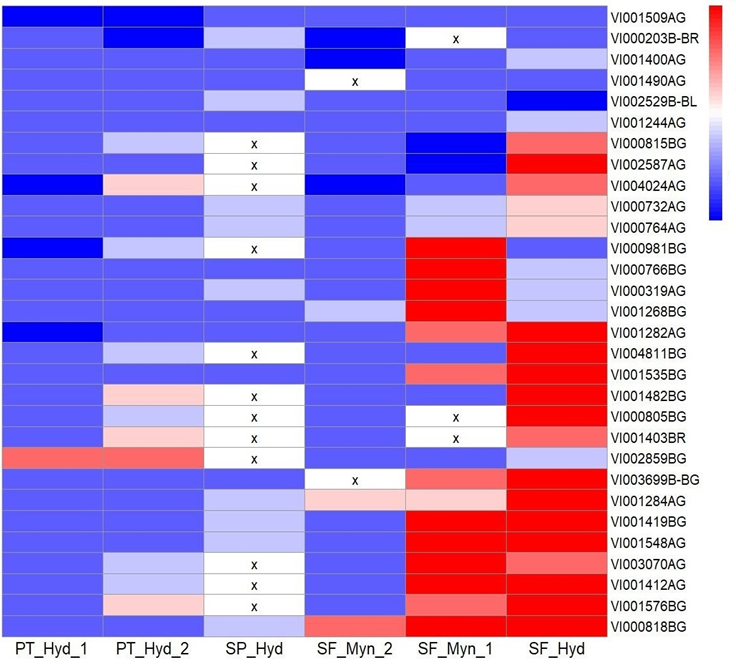 VI001509AG
x VI000203B-BR
VI001400AG
x VI001490AG
VI002529B-BL
VI001244AG
x VI000815BG
x VI002587AG
x VI004024AG
VI000732AG
VI000764AG
x VI000981BG
VI000766BG
VI000319AG
VI001268BG
VI001282AG
x VI004811BG
VI001535BG
x VI001482BG
x x VI000805BG
x x VI001403BR
x VI002859BG
x VI003699B-BG
VI001284AG
VI001419BG
VI001548AG
x VI003070AG
x VI001412AG
x VI001576BG
VI000818BG
PT_Hyd_1 PT_Hyd_2 SP_Hyd SF_Myn_2 SF_Myn_1 SF_Hyd